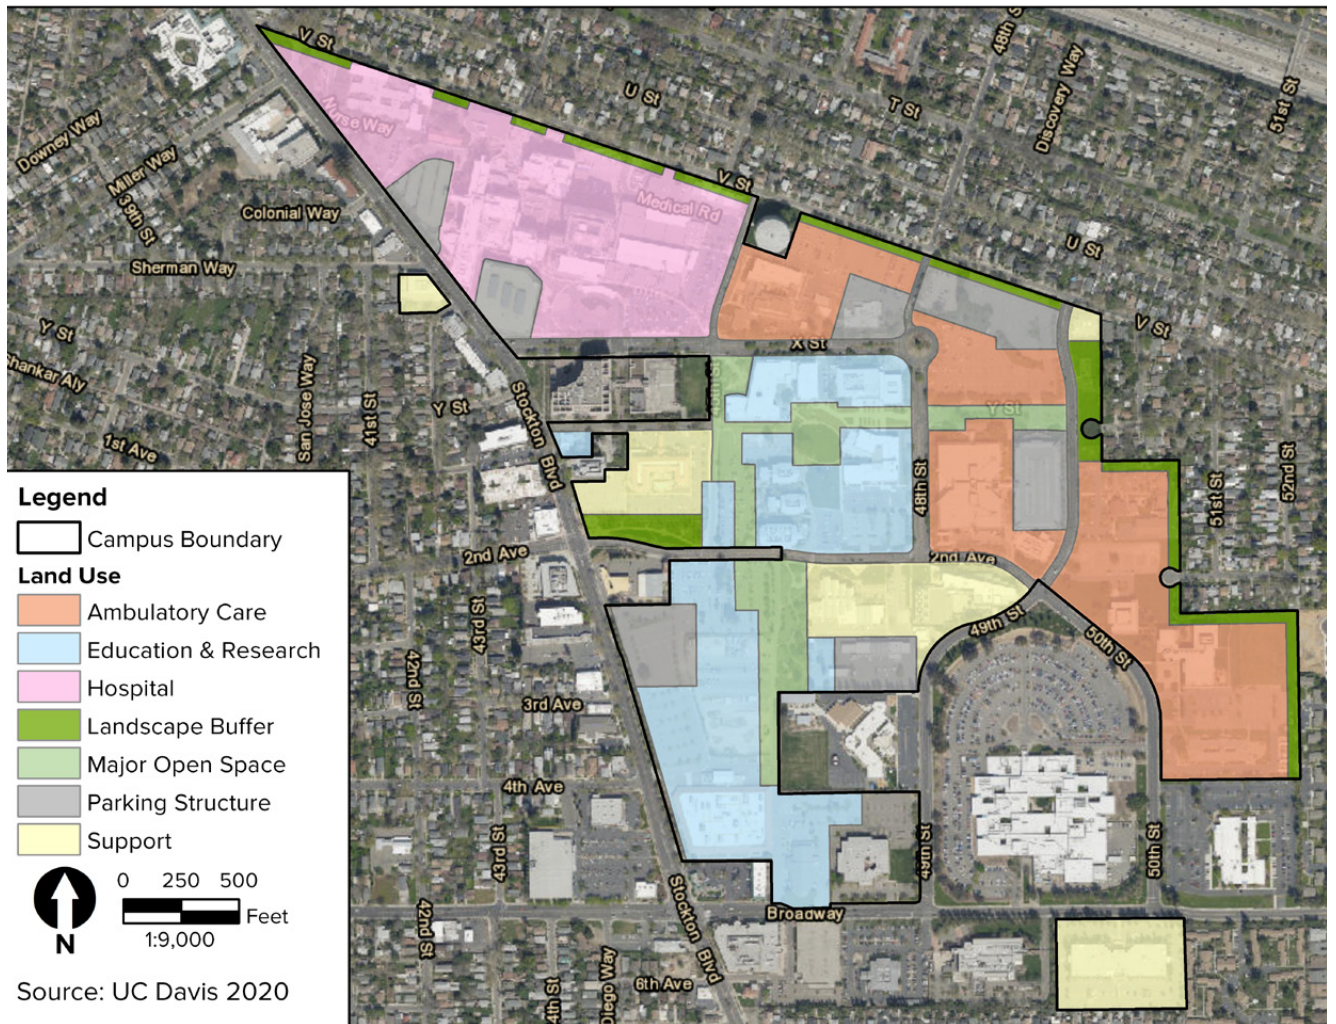 V St
48th S
Discovery Way
51st St
U St
T St
Nurse Way
Downey Way
Miller Way
39th St
V St
Medical Rd
Colonial Way
U St
Sherman Way
V St
Y St
X St
Shankar Aly
San Jose Way
41st St
Y St
Stockton Blvd
Y St
1st Ave
48th St
51st St
52nd St
2nd Ave
2nd Ave
49th St
50th St
43rd St
42nd St
3rd Ave
4th Ave
43rd St
49th St
50th St
42nd St
Stockton Blvd
Broadway
6th Ave
4th St
Diego Way
Legend
Campus Boundary
Land Use
Ambulatory Care
Education & Research
Hospital
Landscape Buffer
Major Open Space
Parking Structure
Support
0 250 500
Feet
1:9,000
N
Source: UC Davis 2020